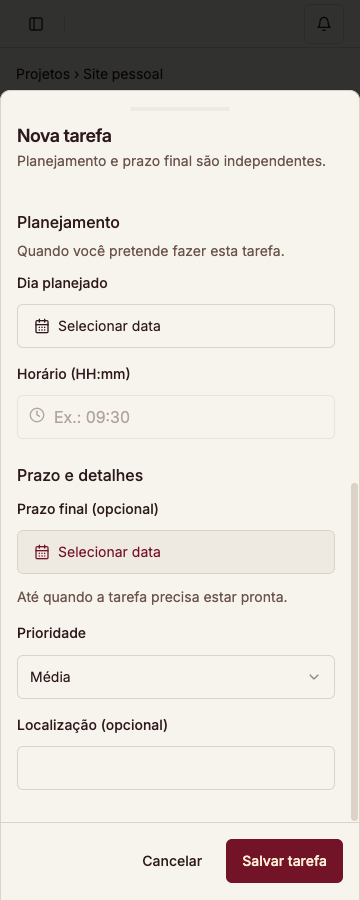 Projetos › Site pessoal
Nova tarefa
Planejamento e prazo final são independentes.
Planejamento
Quando você pretende fazer esta tarefa.
Dia planejado
Selecionar data
Horário (HH:mm)
Ex.: 09:30
Prazo e detalhes
Prazo final (opcional)
Selecionar data
Até quando a tarefa precisa estar pronta.
Prioridade
Média
Localização (opcional)
Cancelar
Salvar tarefa